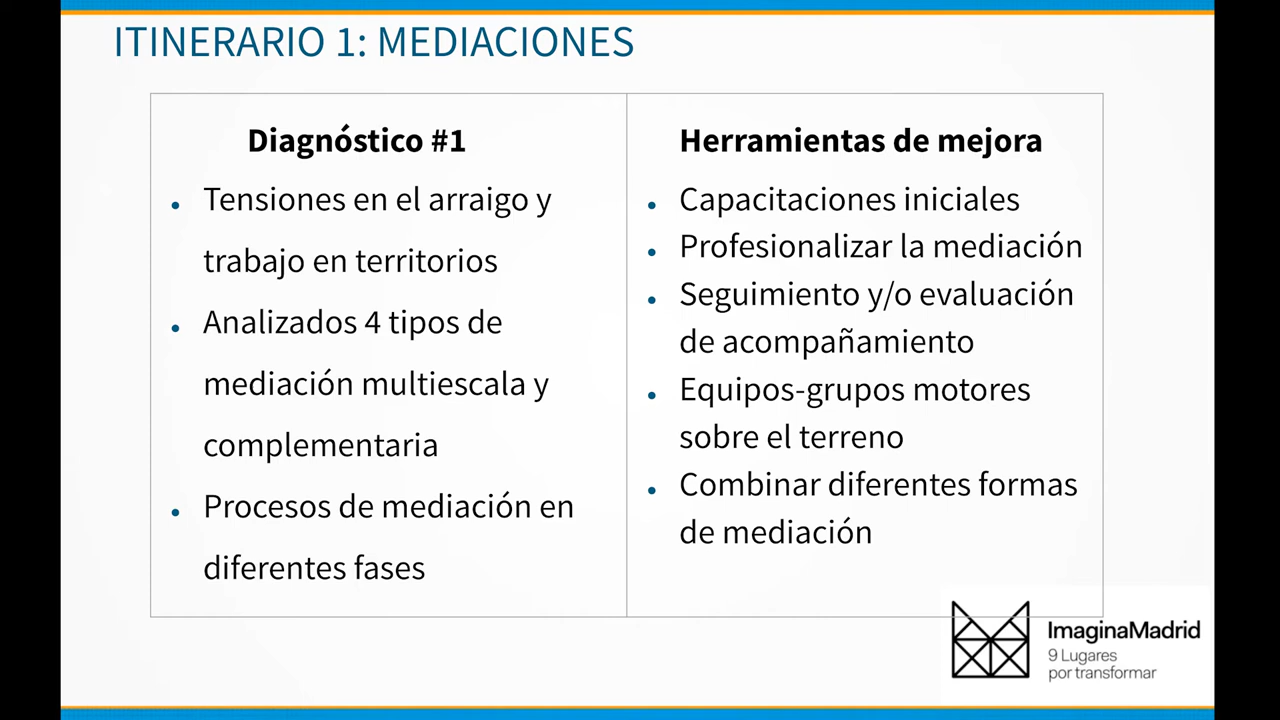 ITINERARIO 1: MEDIACIONES
Diagnóstico #1
Tensiones en el arraigo y
trabajo en territorios
Analizados 4 tipos de
mediación multiescala y
complementaria
Procesos de mediación en
diferentes fases
Herramientas de mejora
Capacitaciones iniciales
Profesionalizar la mediación
Seguimiento y/o evaluación
de acompañamiento
Equipos-grupos motores
sobre el terreno
Combinar diferentes formas
de mediación
ImaginaMadrid
9 Lugares
por transformar